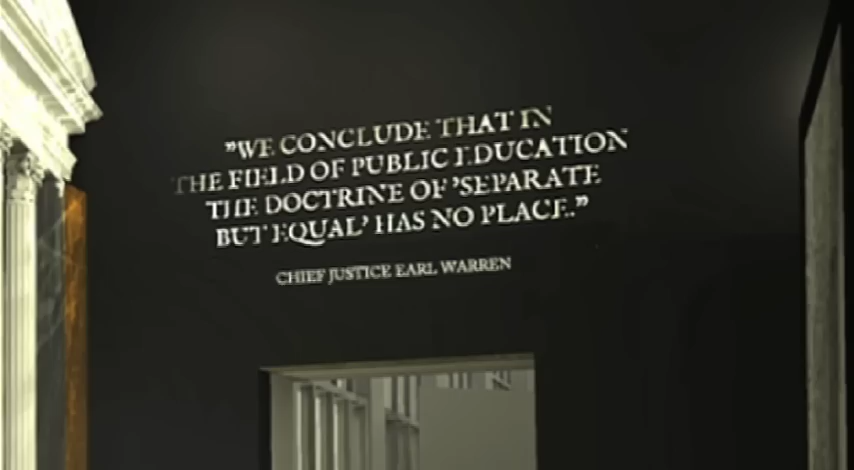 "WE CONCLUDE THAT IN
THE FIELD OF PUBLIC EDUCATION
THE DOCTRINE OF 'SEPARATE
BUT EQUAL' HAS NO PLACE."
CHIEF JUSTICE EARL WARREN